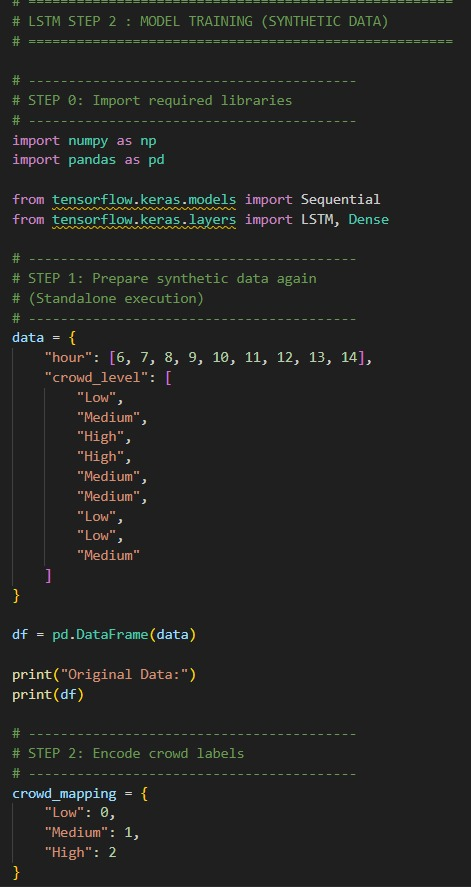 # =====================================================
# LSTM STEP 2 : MODEL TRAINING (SYNTHETIC DATA)
# =====================================================
# -----------------------------------------
# STEP 0: Import required libraries
# -----------------------------------------
import numpy as np
import pandas as pd
from tensorflow.keras.models import Sequential
from tensorflow.keras.layers import LSTM, Dense
# -----------------------------------------
# STEP 1: Prepare synthetic data again
# (Standalone execution)
# -----------------------------------------
data = {
    "hour": [6, 7, 8, 9, 10, 11, 12, 13, 14],
    "crowd_level": [
        "Low",
        "Medium",
        "High",
        "High",
        "Medium",
        "Medium",
        "Low",
        "Low",
        "Medium"
    ]
}
df = pd.DataFrame(data)
print("Original Data:")
print(df)
# -----------------------------------------
# STEP 2: Encode crowd labels
# -----------------------------------------
crowd_mapping = {
    "Low": 0,
    "Medium": 1,
    "High": 2
}